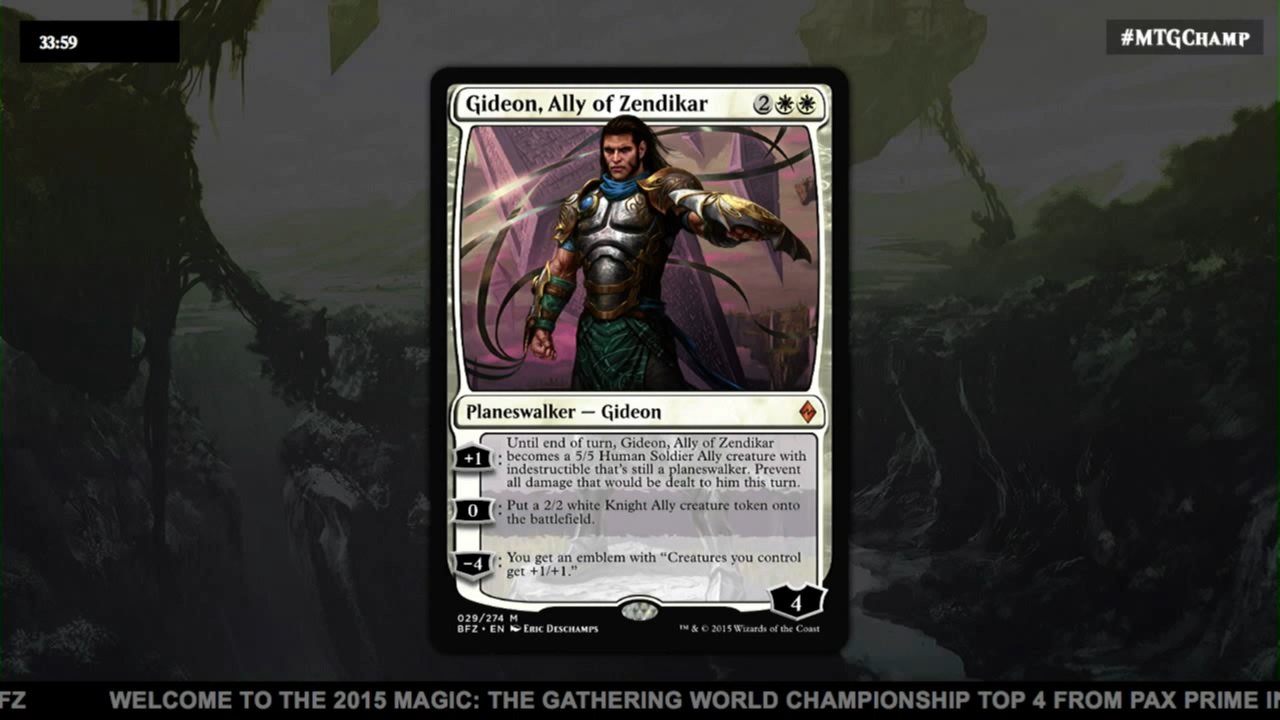 33:59
#MTGCHAMP
Gideon, Ally of Zendikar 2
Planeswalker — Gideon
+1 : Until end of turn, Gideon, Ally of Zendikar
becomes a 5/5 Human Soldier Ally creature with
indestructible that's still a planeswalker. Prevent
all damage that would be dealt to him this turn.
0 : Put a 2/2 white Knight Ally creature token onto
the battlefield.
−4 : You get an emblem with “Creatures you control
get +1/+1.”
4
029/274 M
BFZ • EN ERIC DESCHAMPS
™ & © 2015 Wizards of the Coast
FZ WELCOME TO THE 2015 MAGIC: THE GATHERING WORLD CHAMPIONSHIP TOP 4 FROM PAX PRIME I